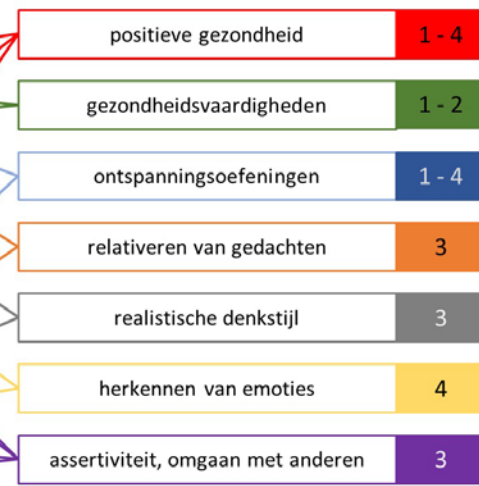 positieve gezondheid 1 - 4
gezondheidsvaardigheden 1 - 2
ontspanningsoefeningen 1 - 4
relativeren van gedachten 3
realistische denkstijl 3
herkennen van emoties 4
assertiviteit, omgaan met anderen 3